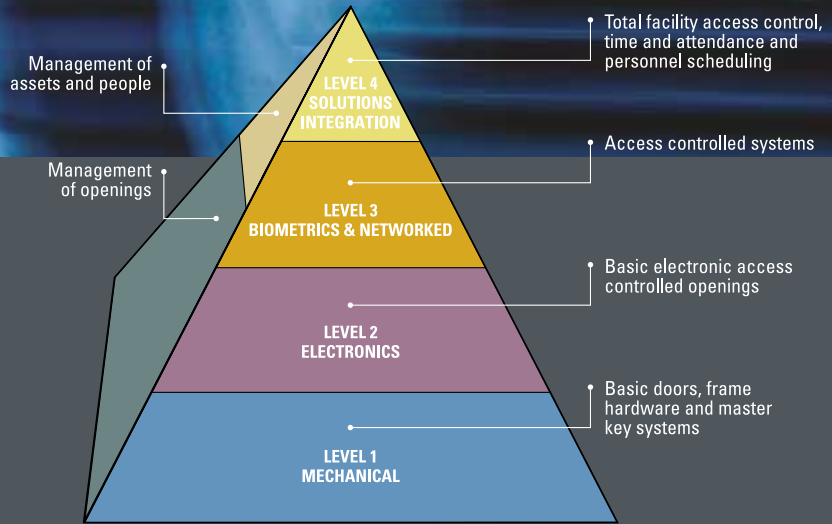 Total facility access control,
time and attendance and
personnel scheduling
Management of
assets and people
LEVEL 4
SOLUTIONS
INTEGRATION
Access controlled systems
Management
of openings
LEVEL 3
BIOMETRICS & NETWORKED
Basic electronic access
controlled openings
LEVEL 2
ELECTRONICS
Basic doors, frame
hardware and master
key systems
LEVEL 1
MECHANICAL